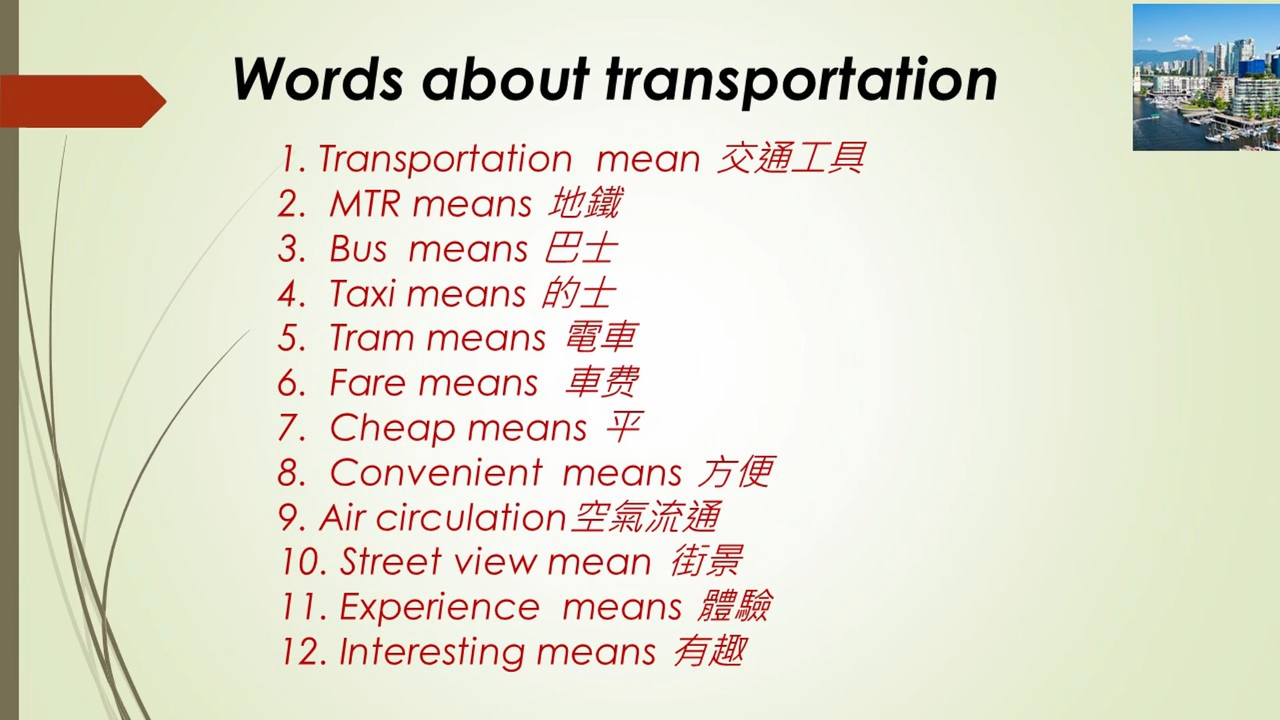 Words about transportation
1. Transportation mean 交通工具
2. MTR means 地鐵
3. Bus means 巴士
4. Taxi means 的士
5. Tram means 電車
6. Fare means 車费
7. Cheap means 平
8. Convenient means 方便
9. Air circulation空氣流通
10. Street view mean 街景
11. Experience means 體驗
12. Interesting means 有趣